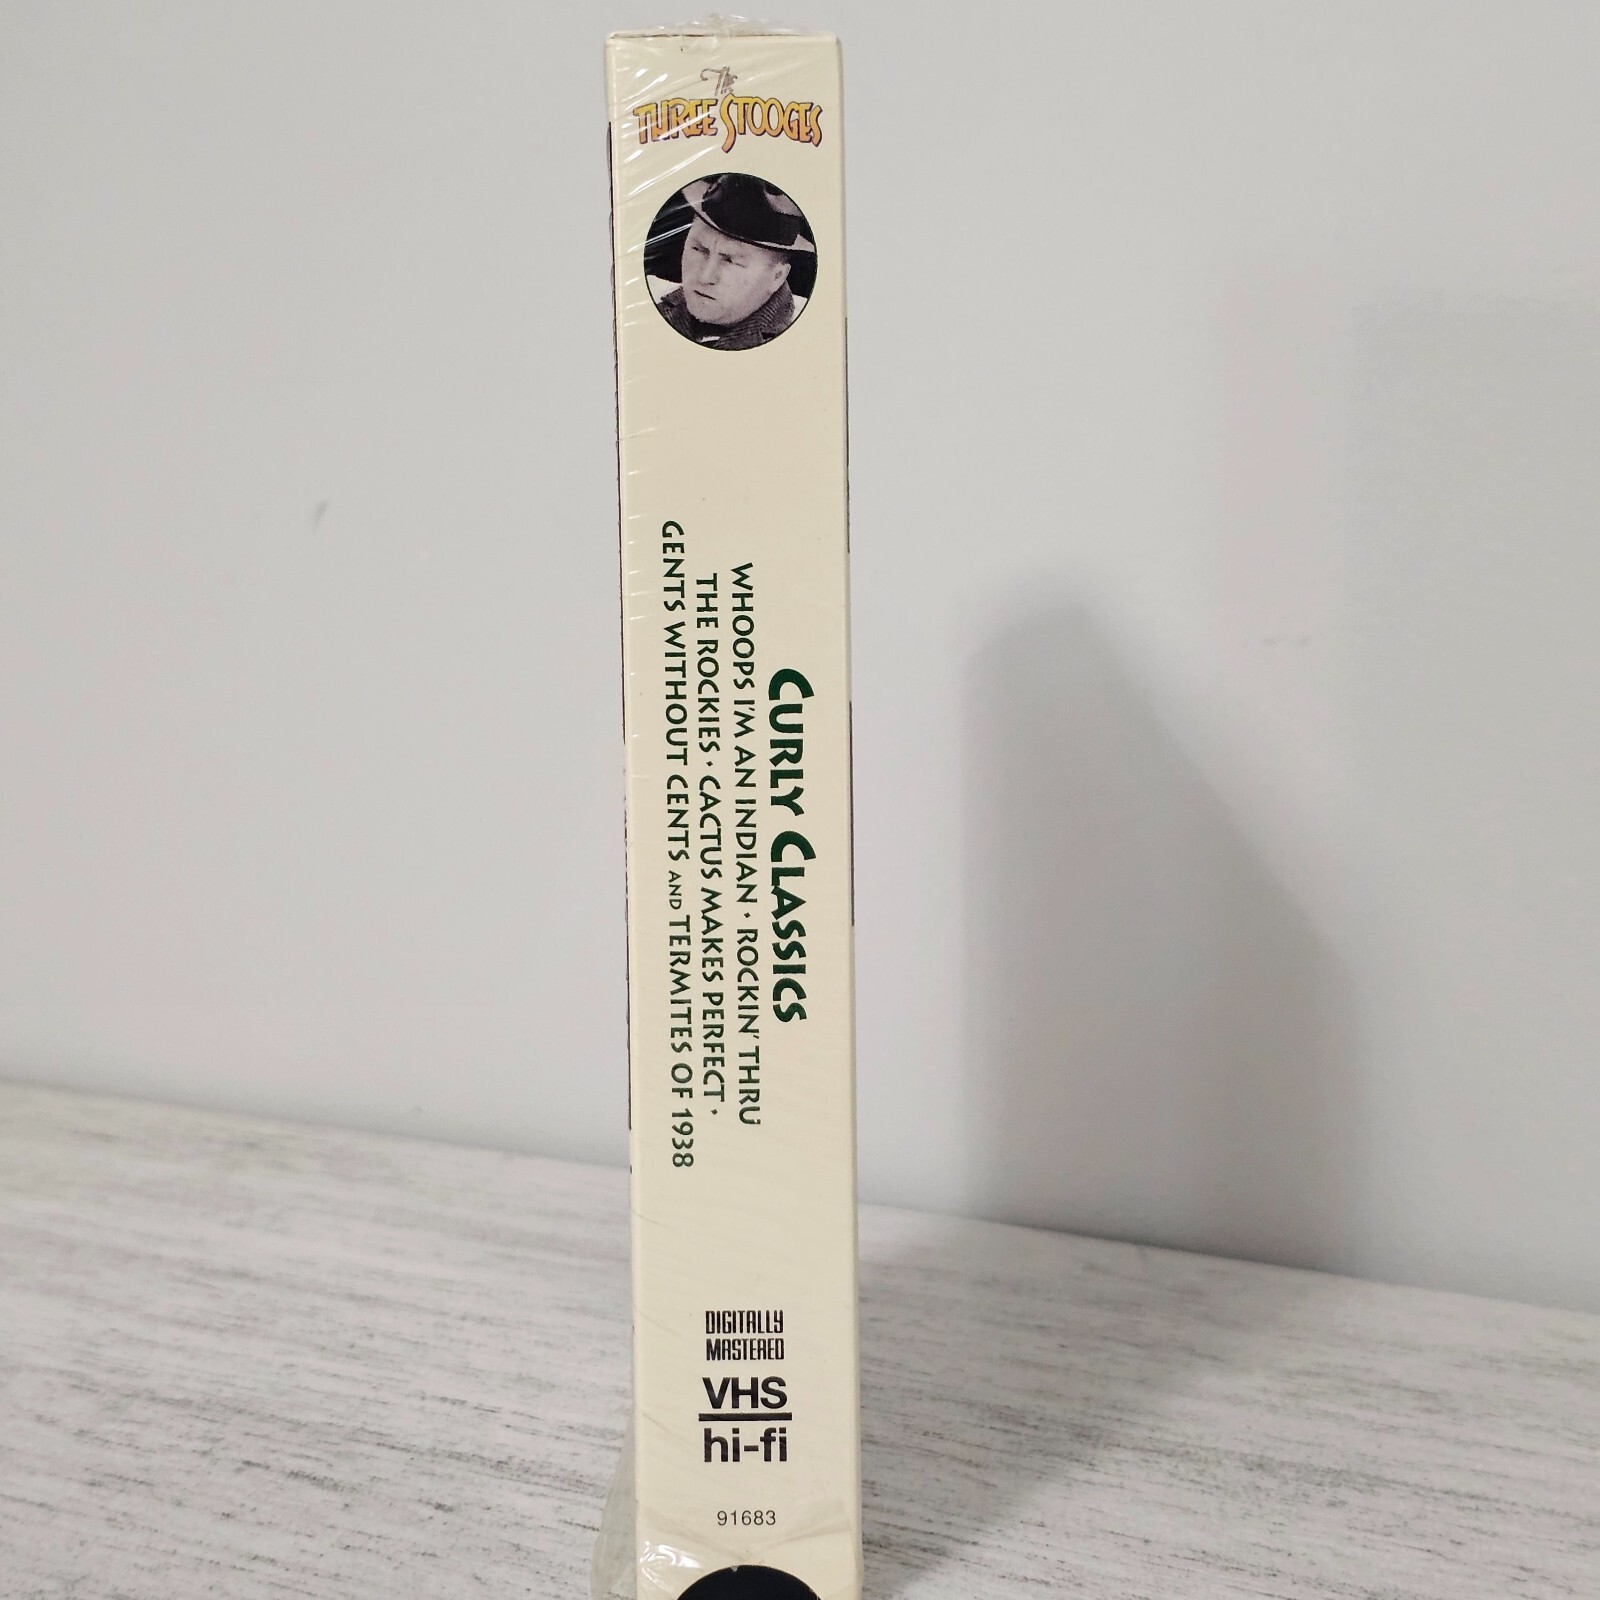 The
THREE STOOGES
CURLY CLASSICS
WHOOPS I'M AN INDIAN · ROCKIN' THRU
THE ROCKIES · CACTUS MAKES PERFECT ·
GENTS WITHOUT CENTS AND TERMITES OF 1938
DIGITALLY
MASTERED
VHS
hi-fi
91683